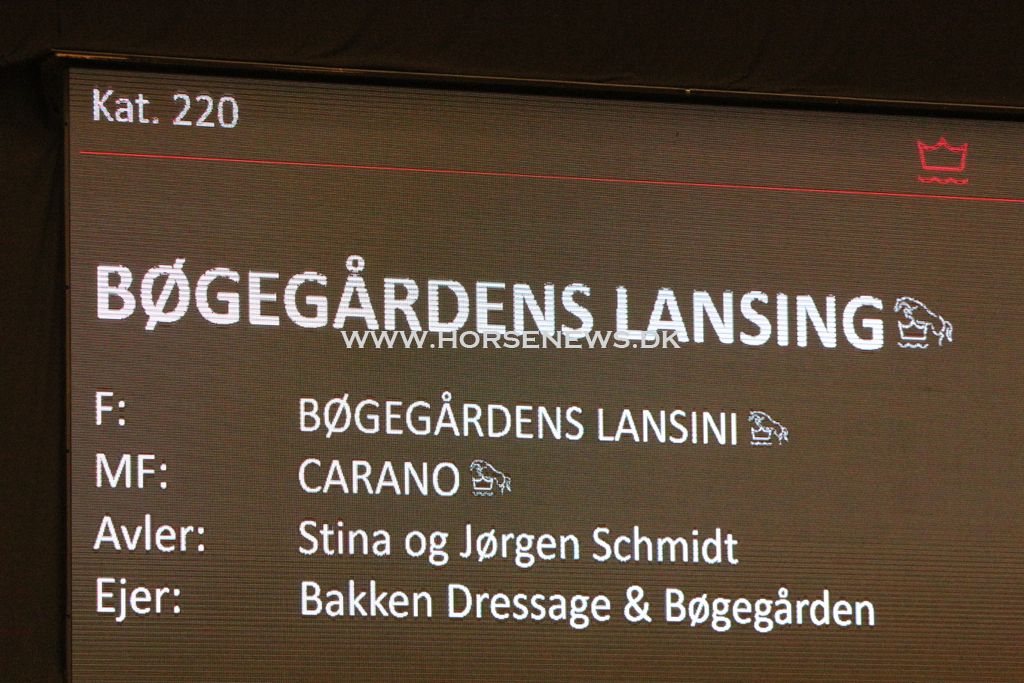 Kat. 220
BØGEGÅRDENS LANSING
WWW.HORSENEWS.DK
F: BØGEGÅRDENS LANSINI
MF: CARANO
Avler: Stina og Jørgen Schmidt
Ejer: Bakken Dressage & Bøgegården